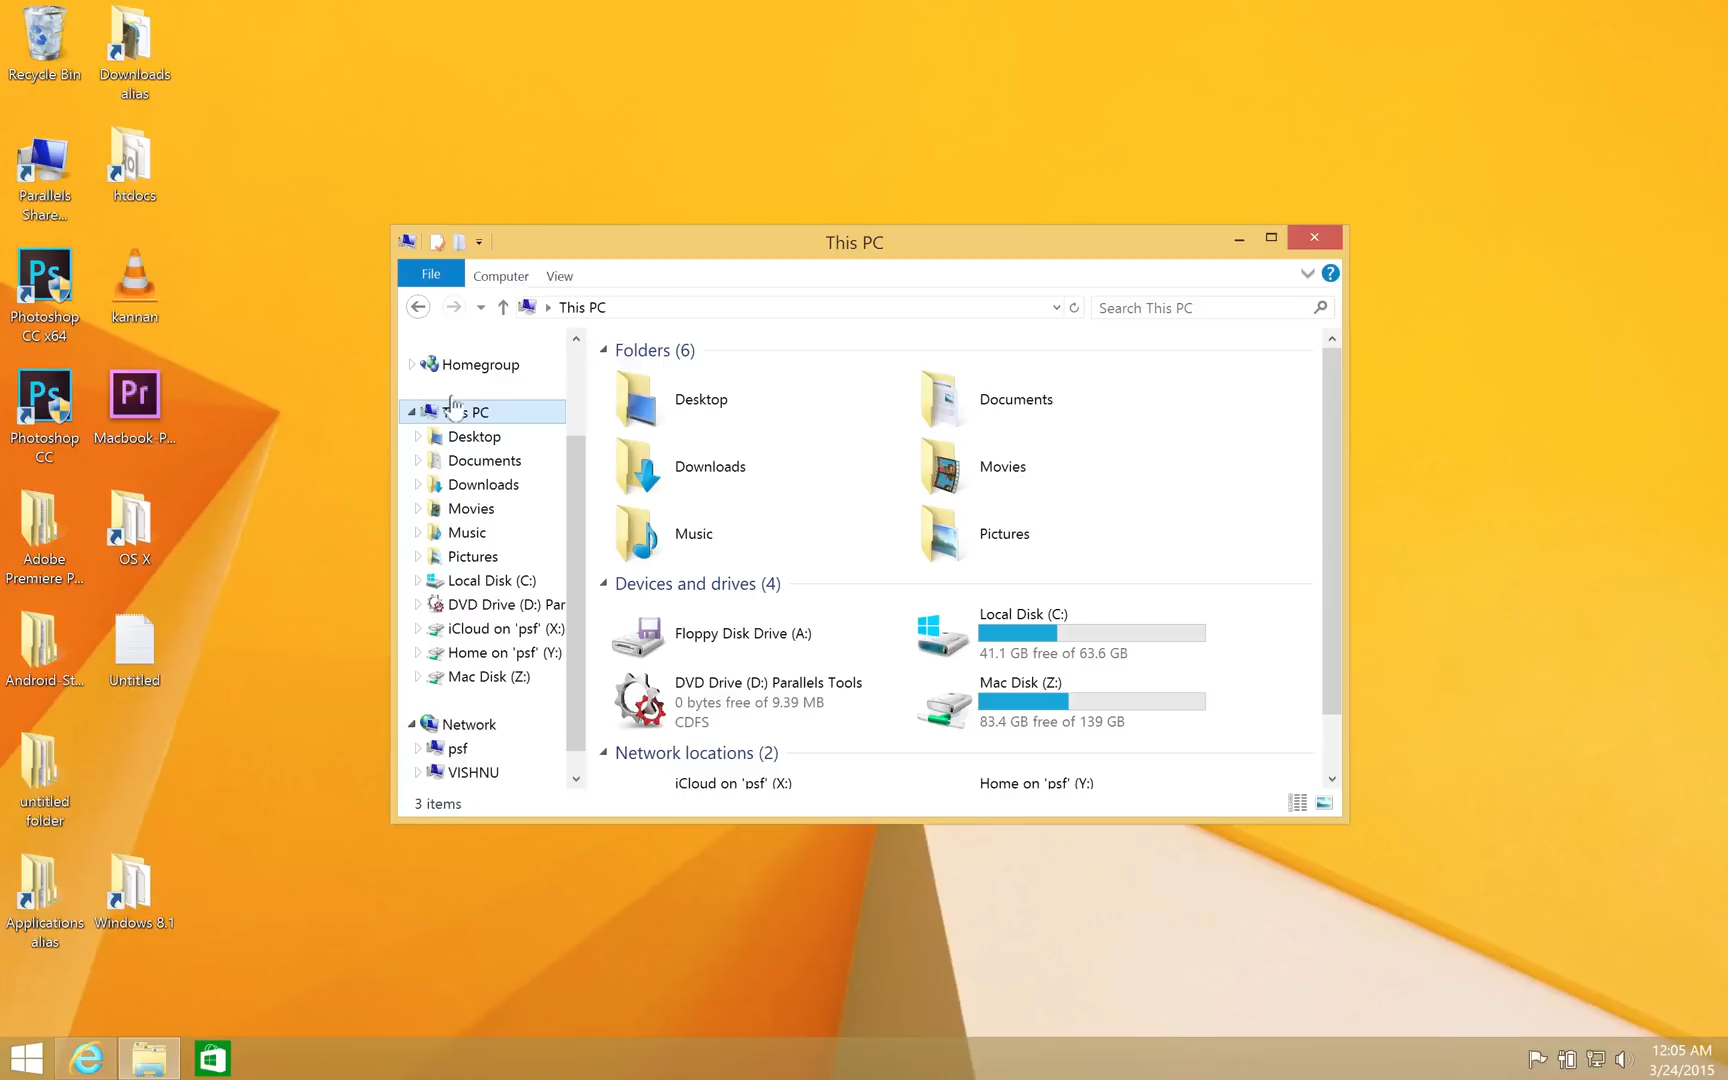 Recycle Bin
Downloads
alias
Parallels
Share...
htdocs
Ps
Photoshop
CC x64
kannan
Ps
Photoshop
CC
Pr
Macbook-P...
Adobe
Premiere P...
OS X
Android-St...
Untitled
untitled
folder
Applications
alias
Windows 8.1
This PC
File
Computer
View
This PC
Search This PC
Homegroup
PC
Desktop
Documents
Downloads
Movies
Music
Pictures
Local Disk (C:)
DVD Drive (D:) Par
iCloud on 'psf' (X:)
Home on 'psf' (Y:)
Mac Disk (Z:)
Network
psf
VISHNU
Folders (6)
Desktop
Documents
Downloads
Movies
Music
Pictures
Devices and drives (4)
Floppy Disk Drive (A:)
Local Disk (C:)
41.1 GB free of 63.6 GB
DVD Drive (D:) Parallels Tools
0 bytes free of 9.39 MB
CDFS
Mac Disk (Z:)
83.4 GB free of 139 GB
Network locations (2)
iCloud on 'psf' (X:)
Home on 'psf' (Y:)
3 items
12:05 AM
3/24/2015